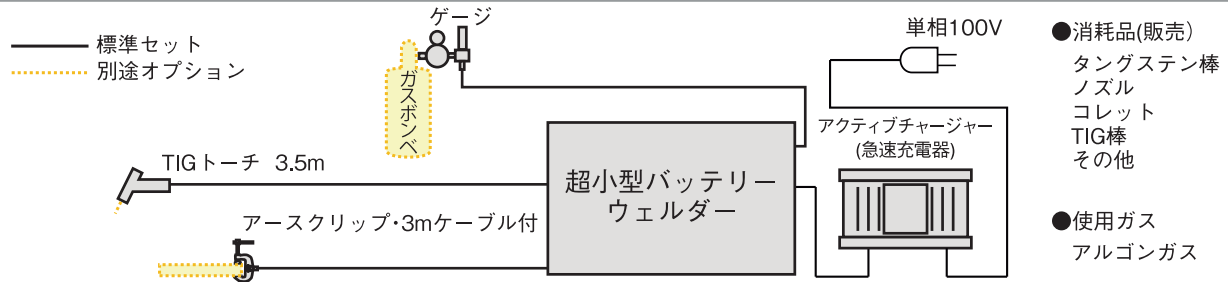 標準セット
別途オプション
ゲージ
ガスボンベ
TIGトーチ 3.5m
アースクリップ・3mケーブル付
超小型バッテリー
ウェルダー
単相100V
アクティブチャージャー
(急速充電器)
●消耗品(販売)
タングステン棒
ノズル
コレット
TIG棒
その他
●使用ガス
アルゴンガス